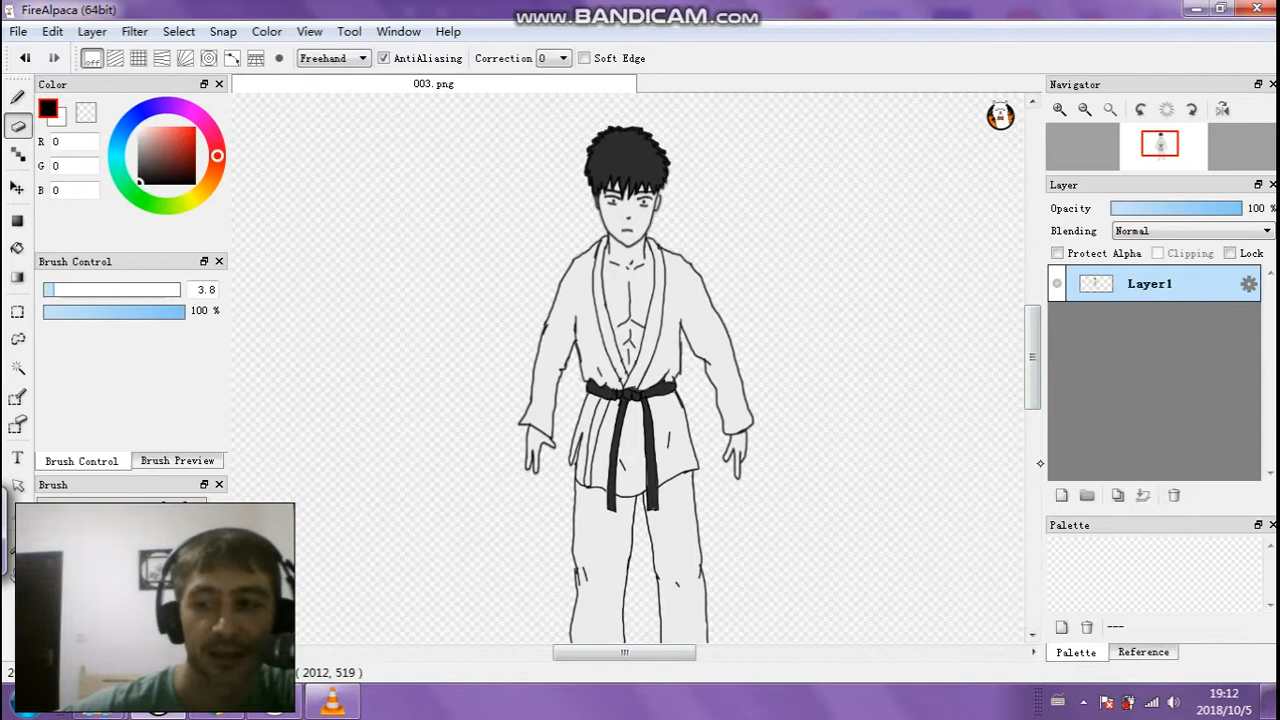 FireAlpaca (64bit)
www.BANDICAM.com
File Edit Layer Filter Select Snap Color View Tool Window Help
off Freehand AntiAliasing Correction 0 Soft Edge
Color
003.png
Navigator
R 0
G 0
B 0
Layer
Opacity 100 %
Blending Normal
Protect Alpha Clipping Lock
Brush Control
Layer1
3.8
100 %
Brush Control Brush Preview
Brush
Palette
---
Palette Reference
( 2012, 519 )
19:12
2018/10/5